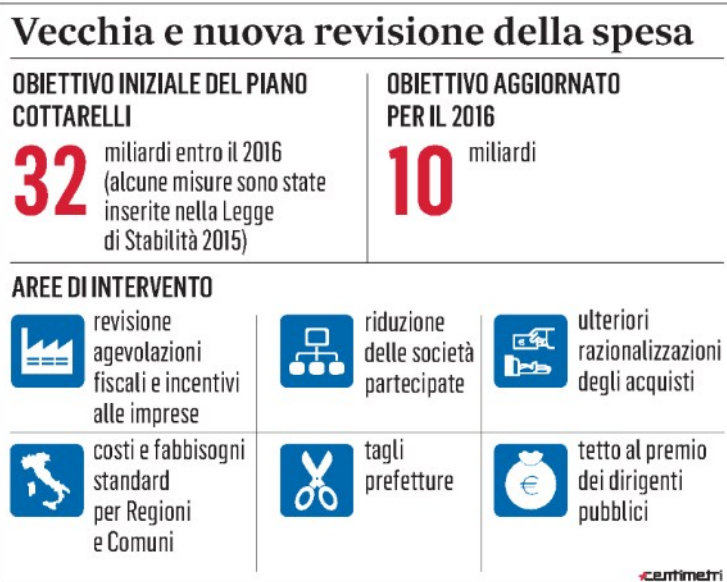 Vecchia e nuova revisione della spesa
OBIETTIVO INIZIALE DEL PIANO
COTTARELLI
32
miliardi entro il 2016
(alcune misure sono state
inserite nella Legge
di Stabilità 2015)
OBIETTIVO AGGIORNATO
PER IL 2016
10
miliardi
AREE DI INTERVENTO
revisione
agevolazioni
fiscali e incentivi
alle imprese
riduzione
delle società
partecipate
ulteriori
razionalizzazioni
degli acquisti
costi e fabbisogni
standard
per Regioni
e Comuni
tagli
prefetture
€
tetto al premio
dei dirigenti
pubblici
centimetri